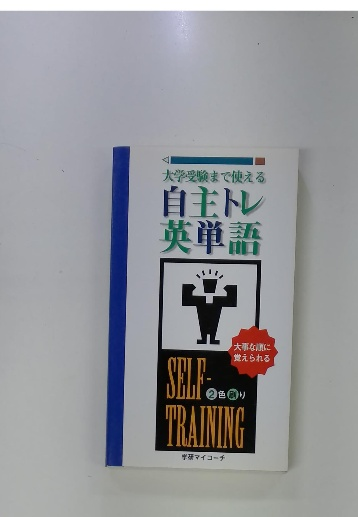 大学受験まで使える
自主トレ
英単語
大事な順に
覚えられる
SELF-
②色刷り
TRAINING
学研マイコーチ